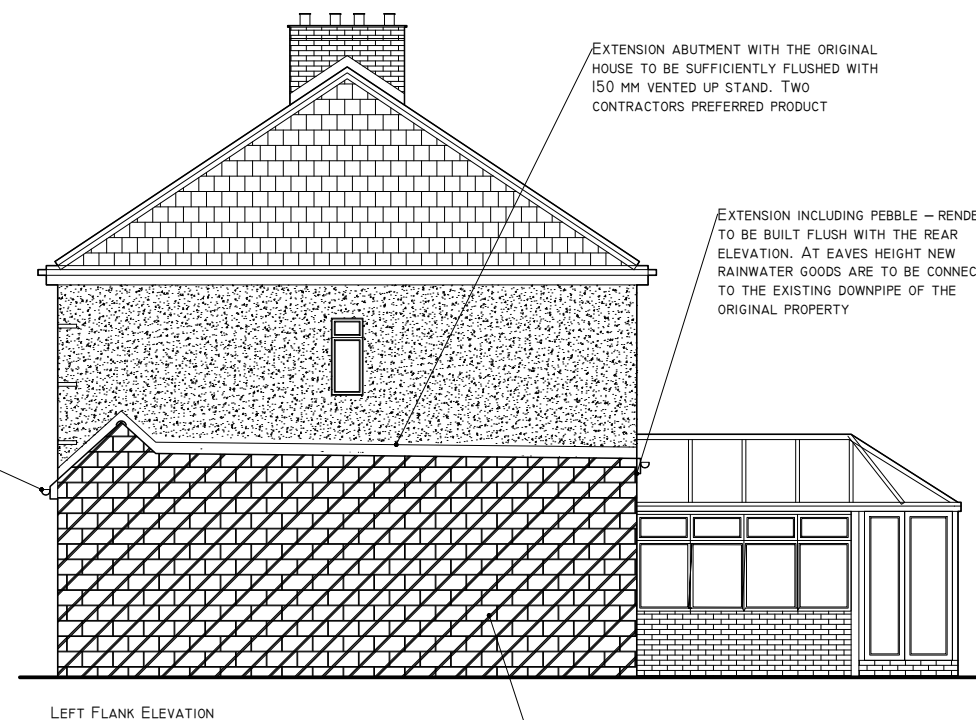 EXTENSION ABUTMENT WITH THE ORIGINAL
HOUSE TO BE SUFFICIENTLY FLUSHED WITH
150 MM VENTED UP STAND. TWO
CONTRACTORS PREFERRED PRODUCT
EXTENSION INCLUDING PEBBLE – RENDE
TO BE BUILT FLUSH WITH THE REAR
ELEVATION. AT EAVES HEIGHT NEW
RAINWATER GOODS ARE TO BE CONNEC
TO THE EXISTING DOWNPIPE OF THE
ORIGINAL PROPERTY
LEFT FLANK ELEVATION